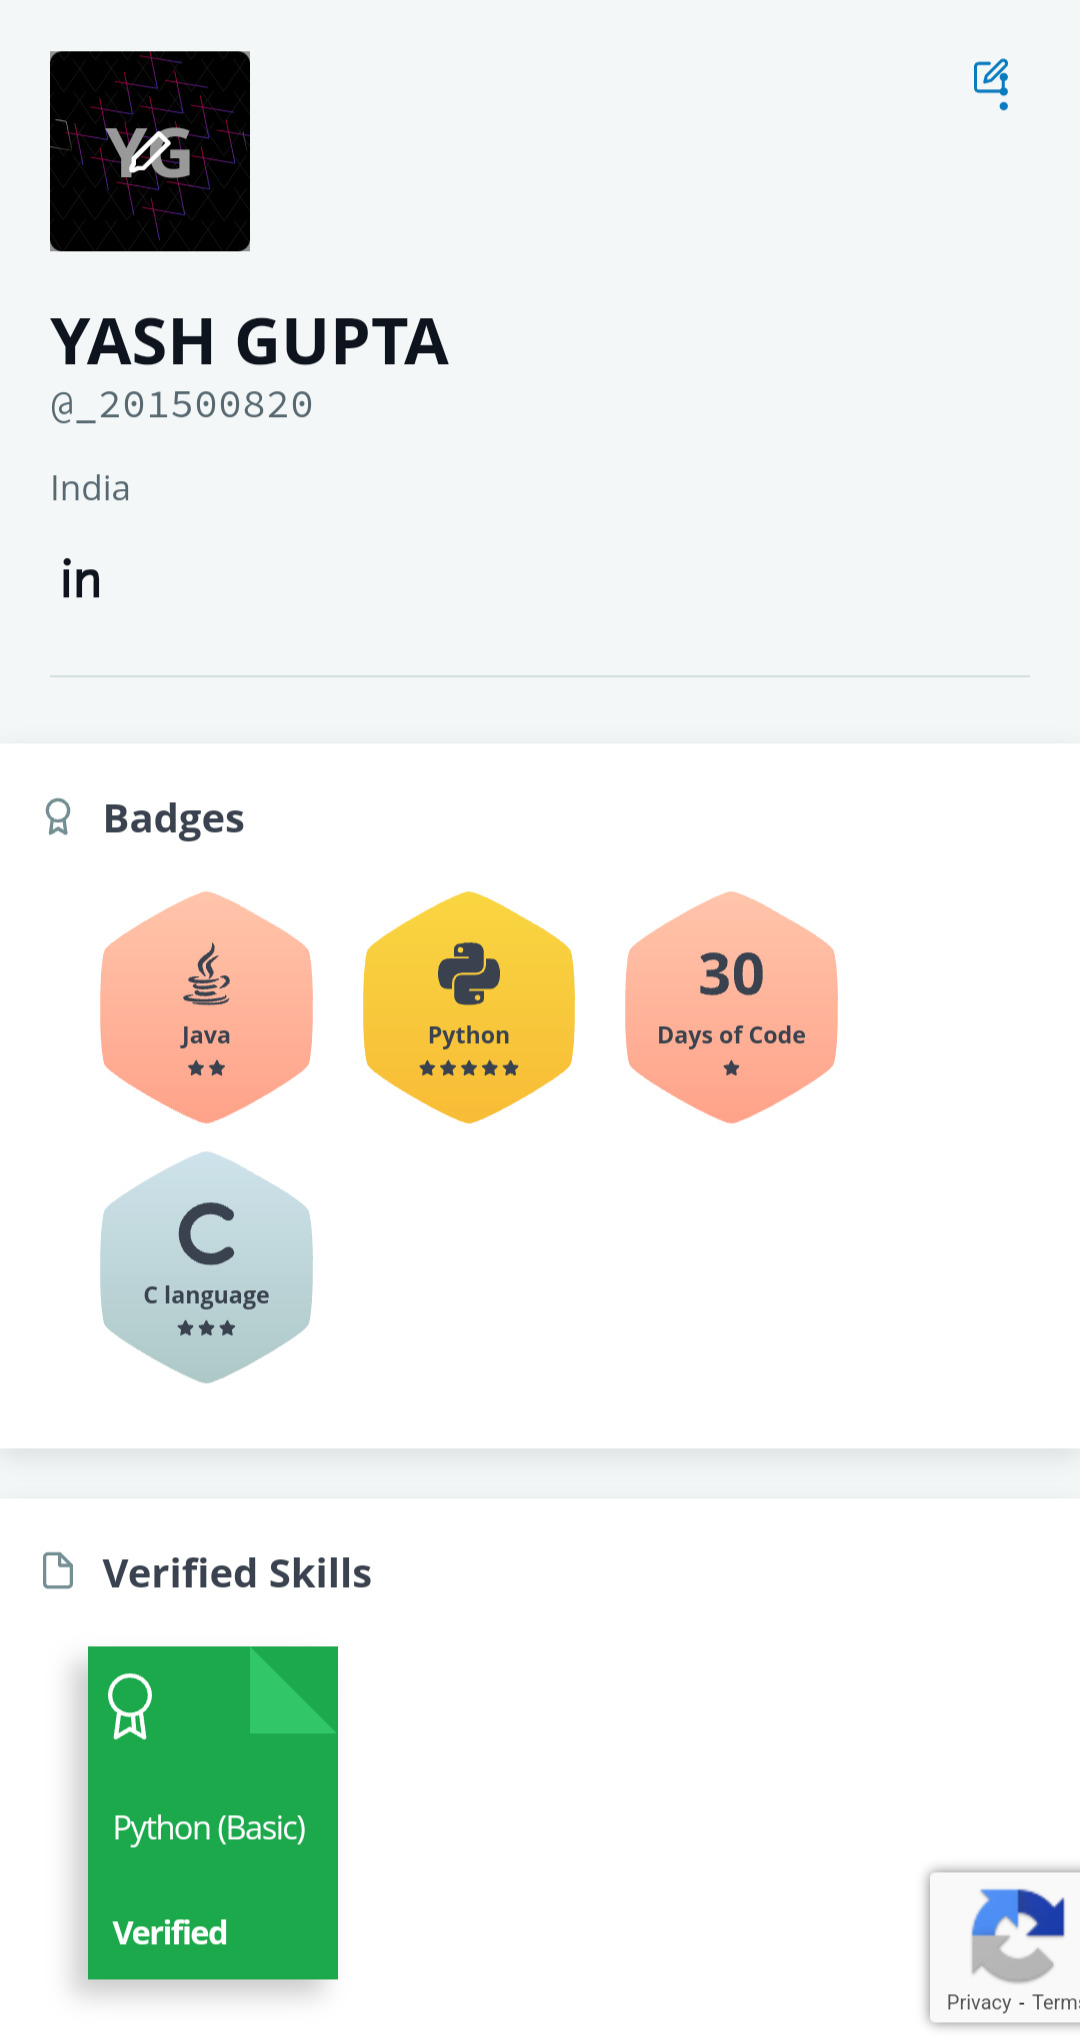 YG
YASH GUPTA
@_201500820
India
in
Badges
Java
Python
30
Days of Code
C
C language
Verified Skills
Python (Basic)
Verified
Privacy - Terms